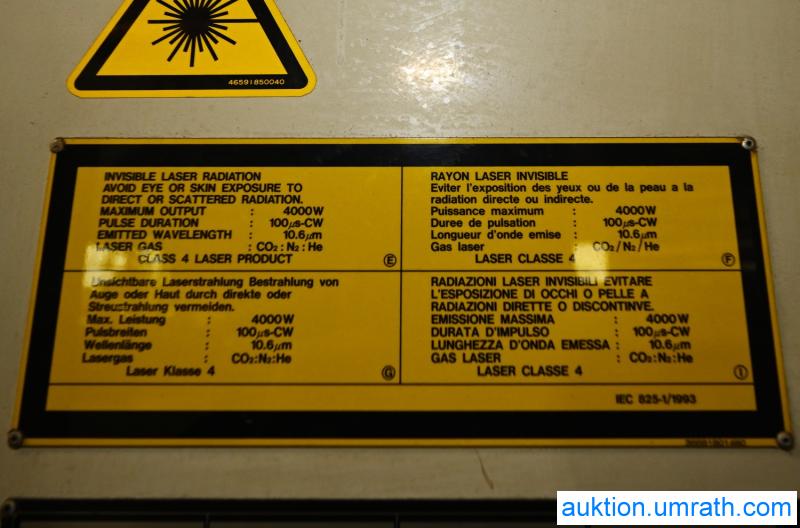 46591850040
INVISIBLE LASER RADIATION
AVOID EYE OR SKIN EXPOSURE TO
DIRECT OR SCATTERED RADIATION.
MAXIMUM OUTPUT : 4000W
PULSE DURATION : 100µs-CW
EMITTED WAVELENGTH : 10.6µm
LASER GAS : CO2:N2:He
CLASS 4 LASER PRODUCT E
RAYON LASER INVISIBLE
Eviter l'exposition des yeux ou de la peau a la
radiation directe ou indirecte.
Puissance maximum : 4000W
Duree de pulsation : 100µs-CW
Longueur d'onde emise : 10.6µm
Gas laser : CO2/N2/He
LASER CLASSE 4 F
Unsichtbare Laserstrahlung Bestrahlung von
Auge oder Haut durch direkte oder
Streustrahlung vermeiden.
Max. Leistung : 4000W
Pulsbreiten : 100µs-CW
Wellenlänge : 10.6µm
Lasergas : CO2:N2:He
Laser Klasse 4 G
RADIAZIONI LASER INVISIBILI EVITARE
L'ESPOSIZIONE DI OCCHI O PELLE A
RADIAZIONI DIRETTE O DISCONTINVE.
EMISSIONE MASSIMA : 4000W
DURATA D'IMPULSO : 100µs-CW
LUNGHEZZA D'ONDA EMESSA : 10.6µm
GAS LASER : CO2:N2:He
LASER CLASSE 4 I
IEC 825-1/1993
auktion.umrath.com